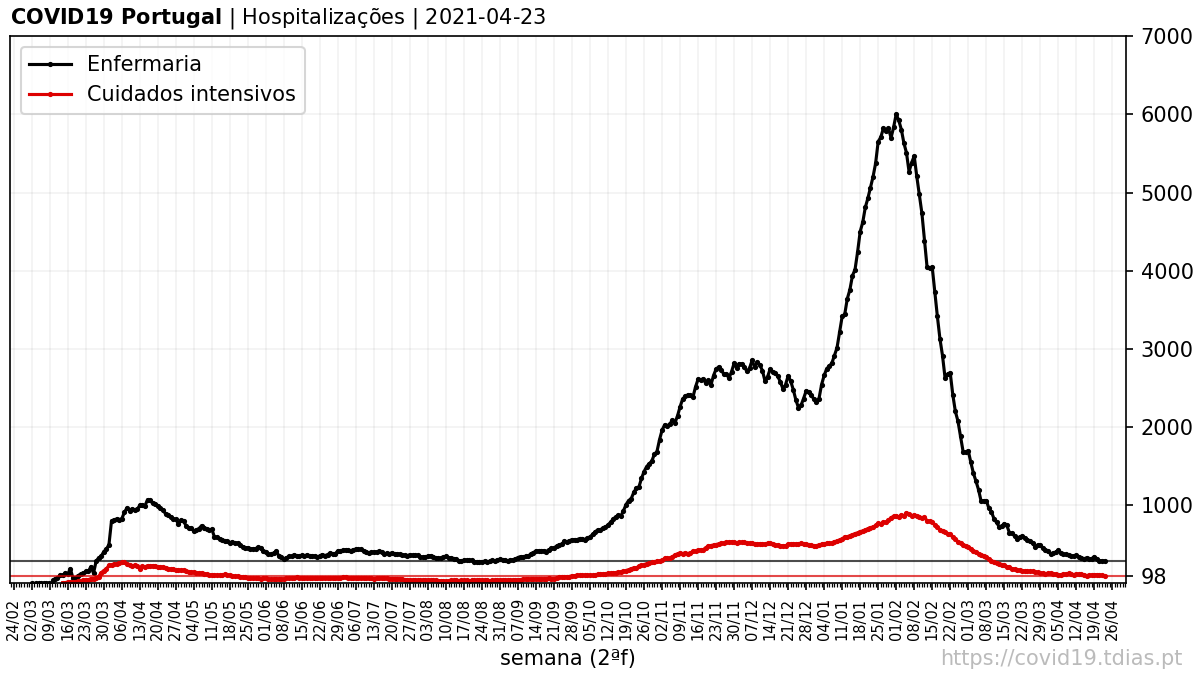 COVID19 Portugal | Hospitalizações | 2021-04-23
Enfermaria
Cuidados intensivos
7000
6000
5000
4000
3000
2000
1000
98
24/02 02/03 09/03 16/03 23/03 30/03 06/04 13/04 20/04 27/04 04/05 11/05 18/05 25/05 01/06 08/06 15/06 22/06 29/06 06/07 13/07 20/07 27/07 03/08 10/08 17/08 24/08 31/08 07/09 14/09 21/09 28/09 05/10 12/10 19/10 26/10 02/11 09/11 16/11 23/11 30/11 07/12 14/12 21/12 28/12 04/01 11/01 18/01 25/01 01/02 08/02 15/02 22/02 01/03 08/03 15/03 22/03 29/03 05/04 12/04 19/04 26/04
semana (2ªf)
https://covid19.tdias.pt